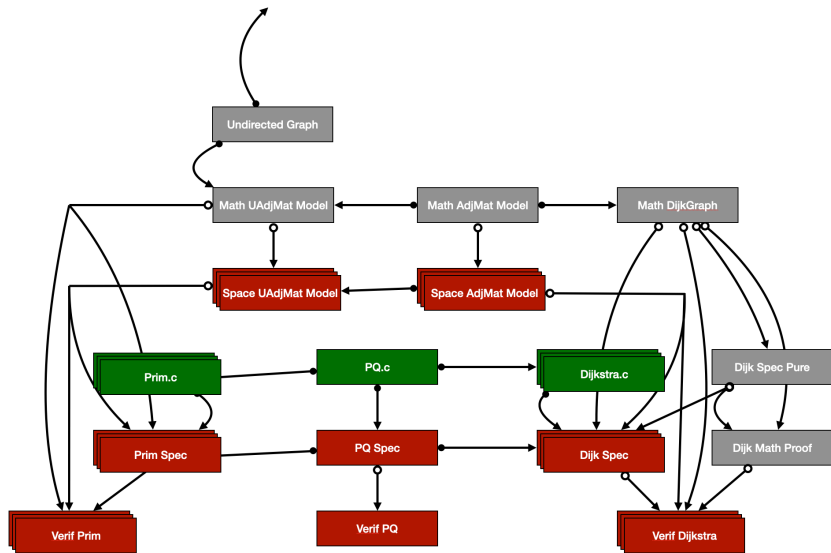 Undirected Graph
Math UAdjMat Model
Math AdjMat Model
Math DijkGraph
Space UAdjMat Model
Space AdjMat Model
Prim.c
PQ.c
Dijkstra.c
Dijk Spec Pure
Prim Spec
PQ Spec
Dijk Spec
Dijk Math Proof
Verif Prim
Verif PQ
Verif Dijkstra